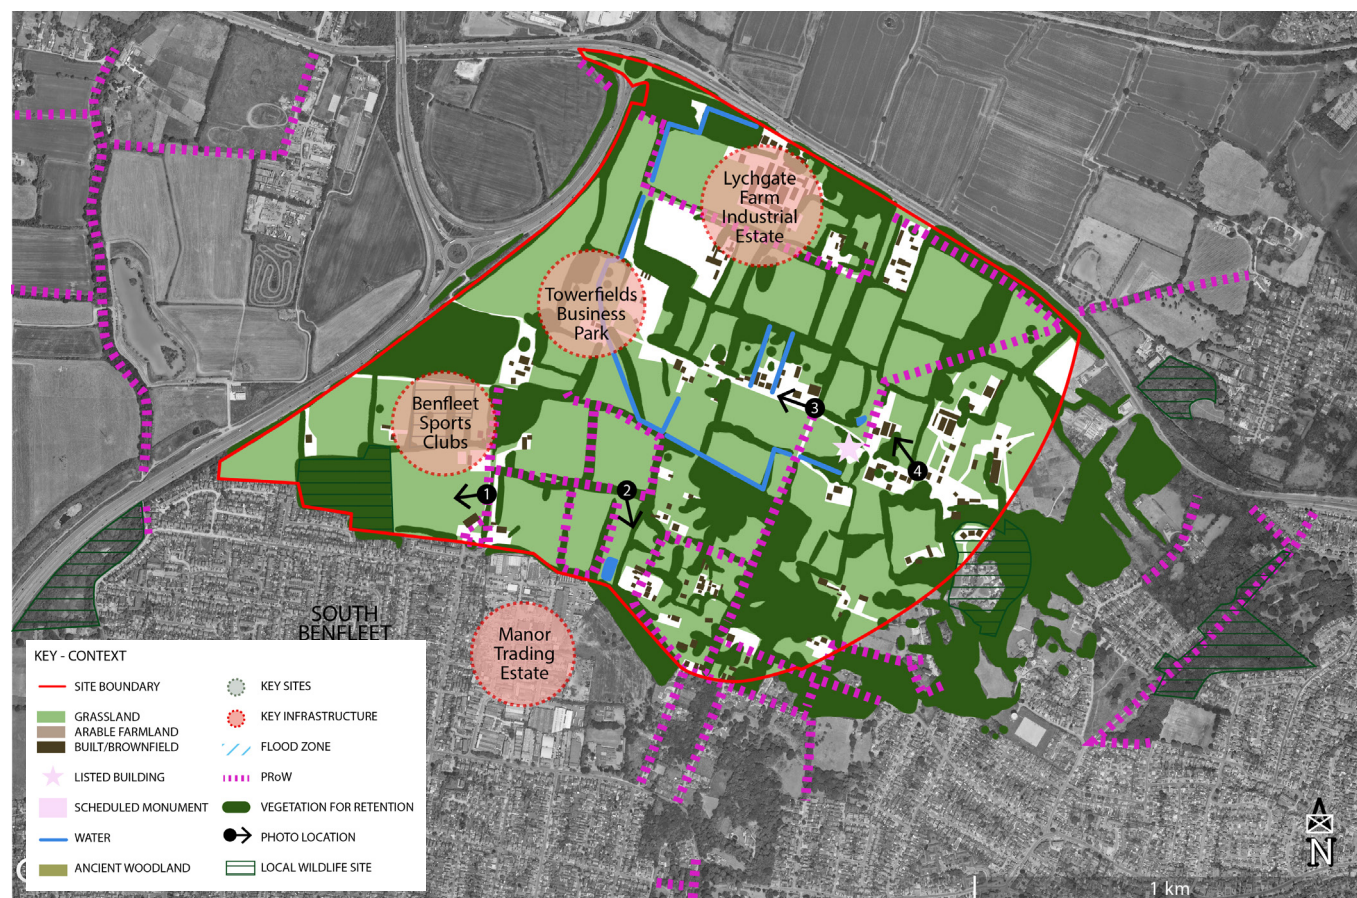 Lychgate
Farm
Industrial
Estate
Towerfields
Business
Park
Benfleet
Sports
Clubs
3
4
1
2
SOUTH
BENFLEET
Manor
Trading
Estate
KEY - CONTEXT
SITE BOUNDARY
GRASSLAND
ARABLE FARMLAND
BUILT/BROWNFIELD
LISTED BUILDING
SCHEDULED MONUMENT
WATER
ANCIENT WOODLAND
KEY SITES
KEY INFRASTRUCTURE
FLOOD ZONE
PRoW
VEGETATION FOR RETENTION
PHOTO LOCATION
LOCAL WILDLIFE SITE
N
1 km